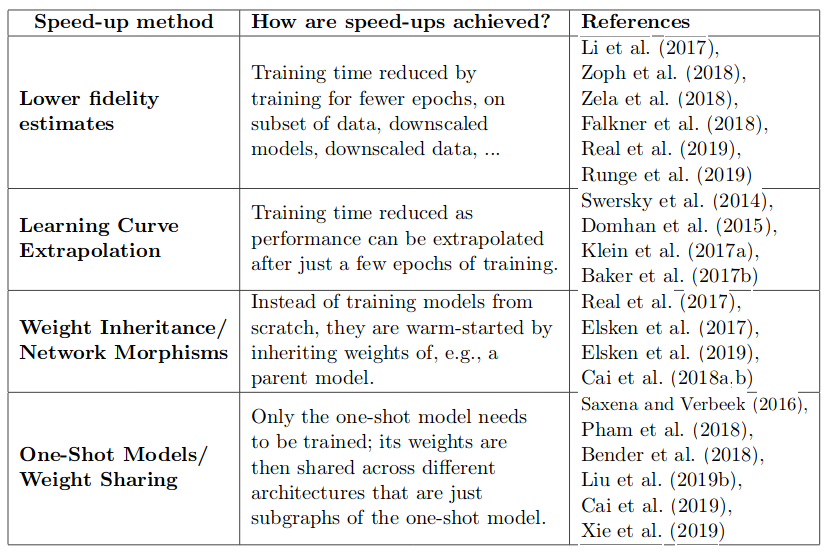 Speed-up method
How are speed-ups achieved?
References
Lower fidelity
estimates
Training time reduced by
training for fewer epochs, on
subset of data, downscaled
models, downscaled data, ...
Li et al. (2017),
Zoph et al. (2018),
Zela et al. (2018),
Falkner et al. (2018),
Real et al. (2019),
Runge et al. (2019)
Learning Curve
Extrapolation
Training time reduced as
performance can be extrapolated
after just a few epochs of training.
Swersky et al. (2014),
Domhan et al. (2015),
Klein et al. (2017a),
Baker et al. (2017b)
Weight Inheritance/
Network Morphisms
Instead of training models from
scratch, they are warm-started by
inheriting weights of, e.g., a
parent model.
Real et al. (2017),
Elsken et al. (2017),
Elsken et al. (2019),
Cai et al. (2018a,b)
One-Shot Models/
Weight Sharing
Only the one-shot model needs
to be trained; its weights are
then shared across different
architectures that are just
subgraphs of the one-shot model.
Saxena and Verbeek (2016),
Pham et al. (2018),
Bender et al. (2018),
Liu et al. (2019b),
Cai et al. (2019),
Xie et al. (2019)